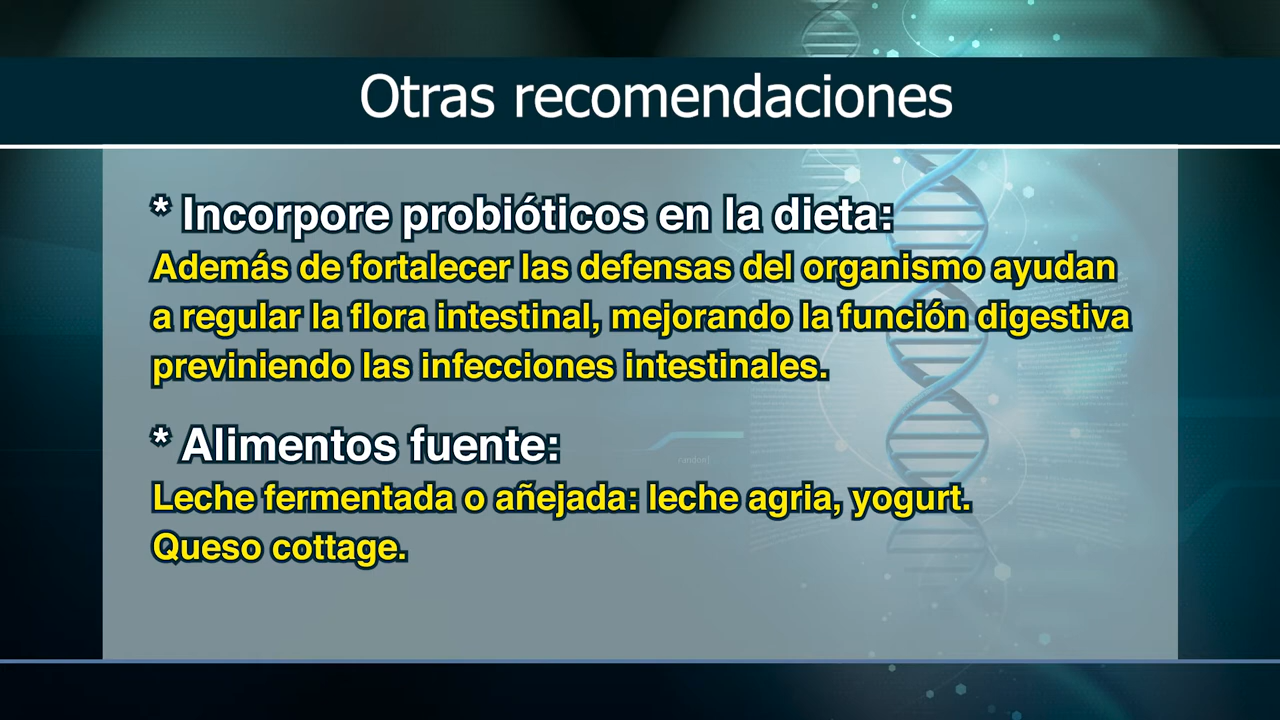 Otras recomendaciones
* Incorpore probióticos en la dieta:
Además de fortalecer las defensas del organismo ayudan
a regular la flora intestinal, mejorando la función digestiva
previniendo las infecciones intestinales.
* Alimentos fuente:
Leche fermentada o añejada: leche agria, yogurt.
Queso cottage.